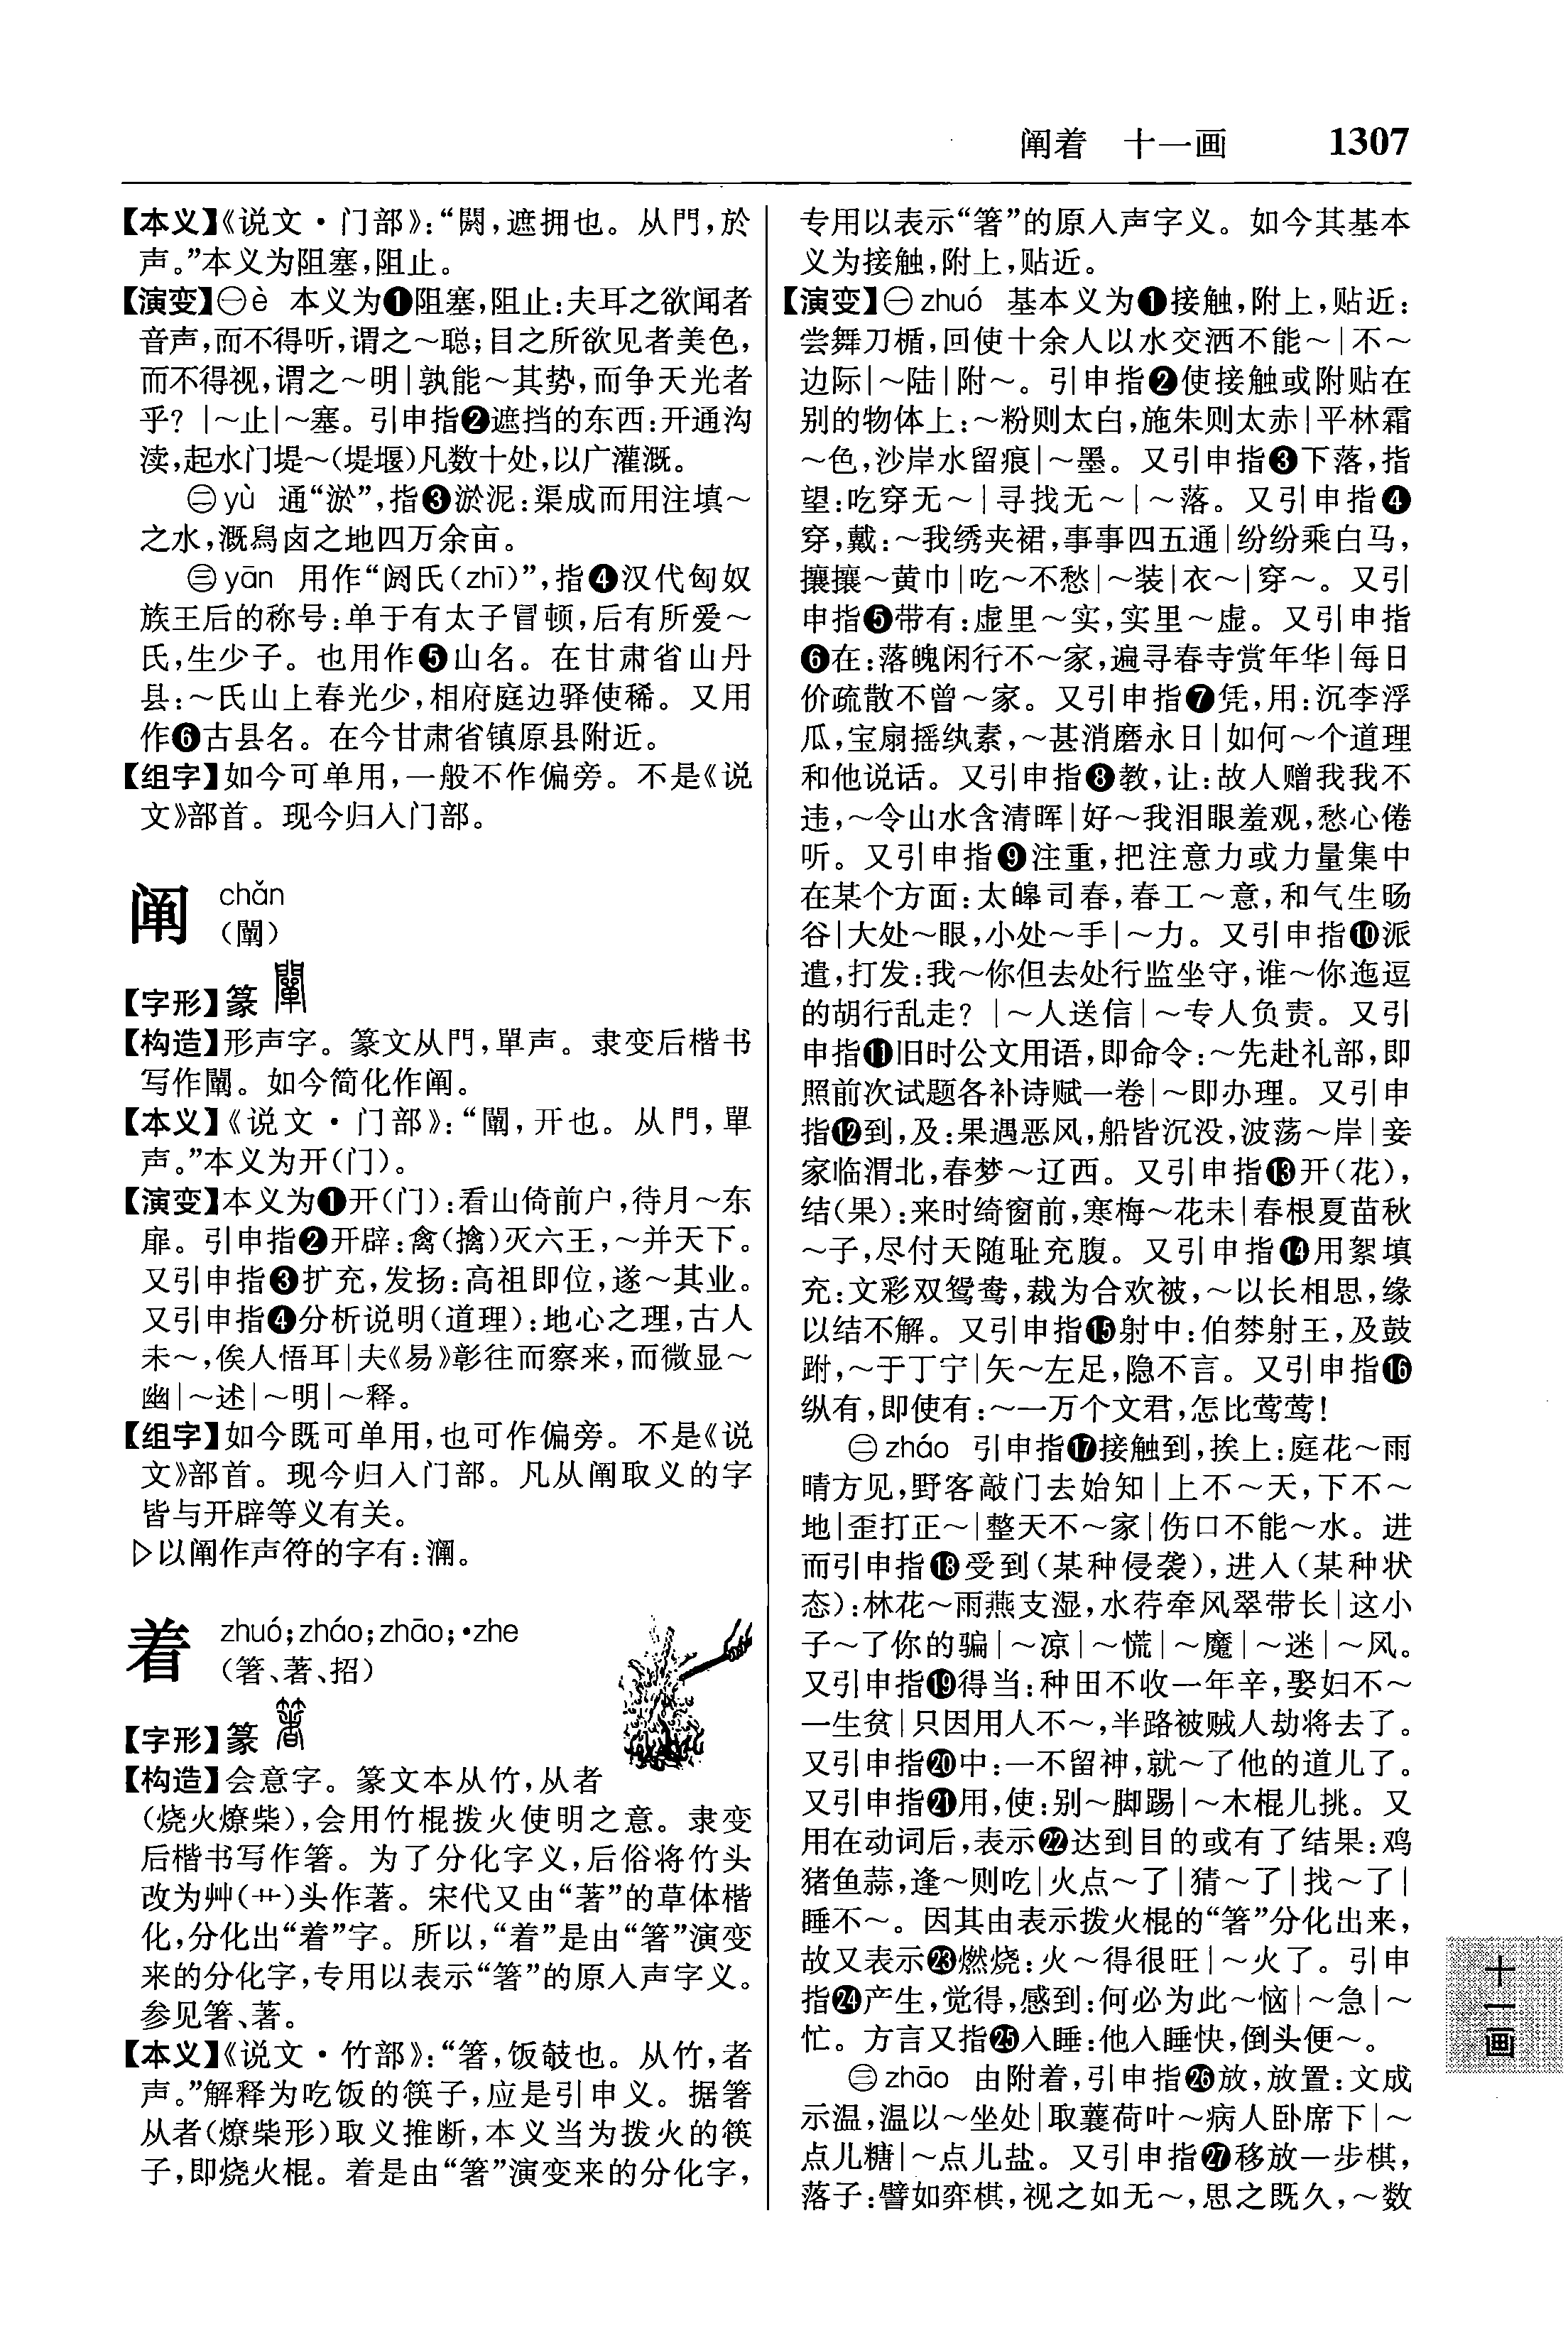 阐着 十一画 1307
【本义】《说文·门部》：“閼，遮拥也。从門，於
声。”本义为阻塞，阻止。
【演变】㊀è 本义为❶阻塞，阻止：夫耳之欲闻者
音声，而不得听，谓之～聪；目之所欲见者美色，
而不得视，谓之～明|孰能～其势，而争天光者
乎？|～止|～塞。引申指❷遮挡的东西：开通沟
渎，起水门堤～(堤堰)凡数十处，以广灌溉。
㊁yù 通“淤”，指❸淤泥：渠成而用注填～
之水，溉舄卤之地四万余亩。
㊂yān 用作“阏氏(zhī)”，指❹汉代匈奴
族王后的称号：单于有太子冒顿，后有所爱～
氏，生少子。也用作❺山名。在甘肃省山丹
县：～氏山上春光少，相府庭边驿使稀。又用
作❻古县名。在今甘肃省镇原县附近。
【组字】如今可单用，一般不作偏旁。不是《说
文》部首。现今归入门部。
阐 chǎn
(闡)
【字形】篆
【构造】形声字。篆文从門，單声。隶变后楷书
写作闡。如今简化作阐。
【本义】《说文·门部》：“闡，开也。从門，單
声。”本义为开(门)。
【演变】本义为❶开(门)：看山倚前户，待月～东
扉。引申指❷开辟：禽(擒)灭六王，～并天下。
又引申指❸扩充，发扬：高祖即位，遂～其业。
又引申指❹分析说明(道理)：地心之理，古人
未～，俟人悟耳|夫《易》彰往而察来，而微显～
幽|～述|～明|～释。
【组字】如今既可单用，也可作偏旁。不是《说
文》部首。现今归入门部。凡从阐取义的字
皆与开辟等义有关。
▷以阐作声符的字有：灛。
着 zhuó；zháo；zhāo；•zhe
(箸、著、招)
【字形】篆
【构造】会意字。篆文本从竹，从者
(烧火燎柴)，会用竹棍拨火使明之意。隶变
后楷书写作箸。为了分化字义，后俗将竹头
改为艸(艹)头作著。宋代又由“著”的草体楷
化，分化出“着”字。所以，“着”是由“箸”演变
来的分化字，专用以表示“箸”的原入声字义。
参见箸、著。
【本义】《说文·竹部》：“箸，饭攲也。从竹，者
声。”解释为吃饭的筷子，应是引申义。据箸
从者(燎柴形)取义推断，本义当为拨火的筷
子，即烧火棍。着是由“箸”演变来的分化字，
专用以表示“箸”的原入声字义。如今其基本
义为接触，附上，贴近。
【演变】㊀zhuó 基本义为❶接触，附上，贴近：
尝舞刀楯，回使十余人以水交洒不能～|不～
边际|～陆|附～。引申指❷使接触或附贴在
别的物体上：～粉则太白，施朱则太赤|平林霜
～色，沙岸水留痕|～墨。又引申指❸下落，指
望：吃穿无～|寻找无～|～落。又引申指❹
穿，戴：～我绣夹裙，事事四五通|纷纷乘白马，
攘攘～黄巾|吃～不愁|～装|衣～|穿～。又引
申指❺带有：虚里～实，实里～虚。又引申指
❻在：落魄闲行不～家，遍寻春寺赏年华|每日
价疏散不曾～家。又引申指❼凭，用：沉李浮
瓜，宝扇摇纨素，～甚消磨永日|如何～个道理
和他说话。又引申指❽教，让：故人赠我我不
违，～令山水含清晖|好～我泪眼羞观，愁心倦
听。又引申指❾注重，把注意力或力量集中
在某个方面：太皞司春，春工～意，和气生旸
谷|大处～眼，小处～手|～力。又引申指❿派
遣，打发：我～你但去处行监坐守，谁～你迤逗
的胡行乱走？|～人送信|～专人负责。又引
申指⓫旧时公文用语，即命令：～先赴礼部，即
照前次试题各补诗赋一卷|～即办理。又引申
指⓬到，及：果遇恶风，船皆沉没，波荡～岸|妾
家临渭北，春梦～辽西。又引申指⓭开(花)，
结(果)：来时绮窗前，寒梅～花未|春根夏苗秋
～子，尽付天随耻充腹。又引申指⓮用絮填
充：文彩双鸳鸯，裁为合欢被，～以长相思，缘
以结不解。又引申指⓯射中：伯棼射王，及鼓
跗，～于丁宁|矢～左足，隐不言。又引申指⓰
纵有，即使有：～一万个文君，怎比莺莺！
㊁zháo 引申指⓱接触到，挨上：庭花～雨
晴方见，野客敲门去始知|上不～天，下不～
地|歪打正～|整天不～家|伤口不能～水。进
而引申指⓲受到(某种侵袭)，进入(某种状
态)：林花～雨燕支湿，水荇牵风翠带长|这小
子～了你的骗|～凉|～慌|～魔|～迷|～风。
又引申指⓳得当：种田不收一年辛，娶妇不～
一生贫|只因用人不～，半路被贼人劫将去了。
又引申指⓴中：一不留神，就～了他的道儿了。
又引申指㉑用，使：别～脚踢|～木棍儿挑。又
用在动词后，表示㉒达到目的或有了结果：鸡
猪鱼蒜，逢～则吃|火点～了|猜～了|找～了|
睡不～。因其由表示拨火棍的“箸”分化出来，
故又表示㉓燃烧：火～得很旺|～火了。引申
指㉔产生，觉得，感到：何必为此～恼|～急|～
忙。方言又指㉕入睡：他入睡快，倒头便～。
㊂zhāo 由附着，引申指㉖放，放置：文成
示温，温以～坐处|取蘘荷叶～病人卧席下|～
点儿糖|～点儿盐。又引申指㉗移放一步棋，
落子：譬如弈棋，视之如无～，思之既久，～数
十一画